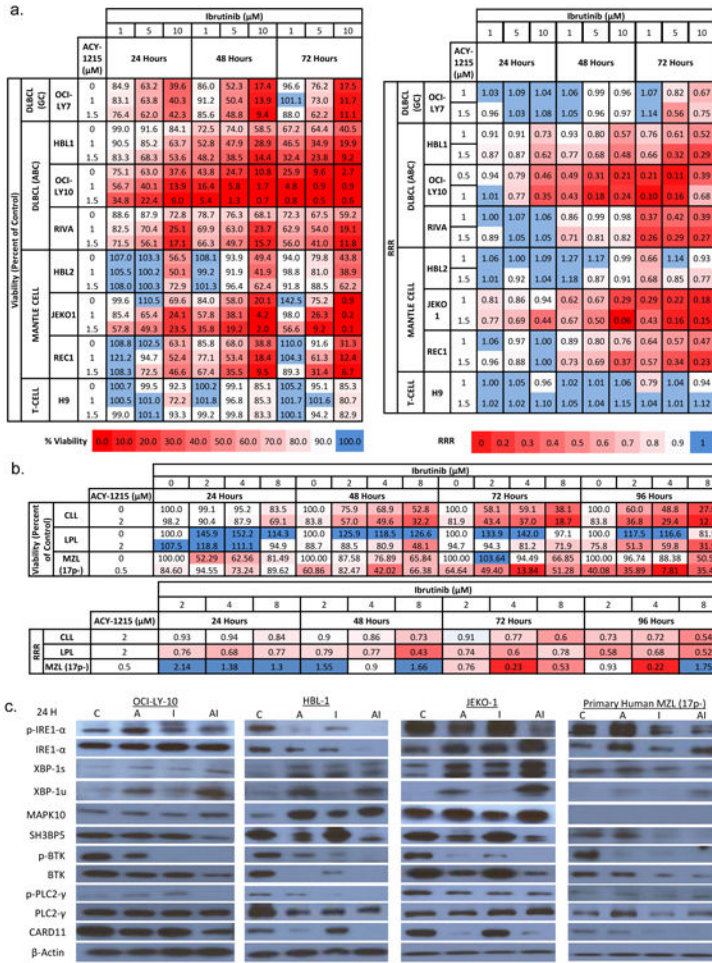 a.
Ibrutinib (µM)
1 5 10 1 5 10 1 5 10
ACY-1215 (µM) 24 Hours 48 Hours 72 Hours
Viability (Percent of Control)
DLBCL (GC) OCI-LY7
0 84.9 63.2 39.6 86.0 52.3 17.4 96.6 76.2 17.5
1 83.1 63.8 40.3 91.2 50.4 13.9 101.1 73.0 11.7
1.5 76.4 62.0 42.3 85.6 48.8 9.4 88.0 62.2 11.1
DLBCL (ABC)
HBL1
0 99.0 91.6 84.1 72.5 74.0 58.5 67.2 64.4 40.5
1 90.5 85.2 63.7 52.8 47.9 28.9 46.5 34.9 19.9
1.5 83.3 68.3 53.6 48.2 38.5 14.4 32.4 23.8 9.2
OCI-LY10
0 75.1 63.0 37.6 43.8 24.7 10.8 25.9 9.6 2.7
1 56.7 40.1 13.9 16.4 5.8 1.7 4.8 0.9 0.9
1.5 34.8 22.4 6.0 5.4 1.3 0.7 0.8 0.5 0.6
RIVA
0 88.6 87.9 72.8 78.7 76.3 68.1 72.3 67.5 59.2
1 82.5 70.4 25.1 69.9 63.0 23.7 62.9 54.0 19.1
1.5 71.5 56.1 17.1 66.3 49.7 15.7 56.0 41.0 11.8
MANTLE CELL
HBL2
0 107.0 103.3 56.5 108.1 93.9 49.4 94.0 79.8 43.8
1 105.5 100.2 50.1 99.2 91.9 41.9 98.8 81.0 38.9
1.5 108.0 100.3 72.9 101.3 96.4 62.4 98.8 81.4 62.2
JEKO1
0 99.6 110.5 69.6 84.0 58.0 20.1 142.5 75.2 0.9
1 85.4 65.4 24.1 57.8 38.1 4.2 98.0 26.3 0.2
1.5 57.8 49.3 23.5 35.8 19.2 2.0 56.6 9.2 0.1
REC1
0 108.8 102.5 63.1 85.8 68.0 38.8 110.0 96.3 31.3
1 121.2 94.7 52.4 77.1 53.4 18.4 104.3 61.3 12.4
1.5 108.3 72.5 46.6 67.4 35.5 9.5 89.3 31.4 6.7
T-CELL H9
0 100.7 99.5 92.3 100.2 99.1 85.1 105.2 95.1 85.3
1 100.5 101.0 72.2 101.8 96.8 85.3 101.7 101.6 80.7
1.5 99.0 101.1 93.3 99.2 99.8 83.3 100.7 94.2 82.9
% Viability 0.0 10.0 20.0 30.0 40.0 50.0 60.0 70.0 80.0 90.0 100.0
Ibrutinib (µM)
1 5 10 1 5 10 1 5 10
ACY-1215 (µM) 24 Hours 48 Hours 72 Hours
RRR
DLBCL (GC) OCI-LY7
1 1.03 1.09 1.04 1.06 0.99 0.96 1.07 0.82 0.67
1.5 0.96 1.03 1.08 1.05 0.96 0.97 1.14 0.56 0.75
DLBCL (ABC)
HBL1
1 0.91 0.91 0.73 0.93 0.80 0.57 0.76 0.61 0.52
1.5 0.87 0.87 0.62 0.77 0.68 0.48 0.66 0.32 0.29
OCI-LY10
0.5 0.94 0.79 0.46 0.51 0.31 0.21 0.21 0.11 0.39
1 1.01 0.77 0.35 0.43 0.18 0.24 0.10 0.16 0.68
RIVA
1 1.00 1.07 1.06 0.86 0.99 0.98 0.37 0.42 0.39
1.5 0.89 1.05 1.05 0.71 0.81 0.82 0.26 0.29 0.27
MANTLE CELL
HBL2
1 1.06 1.00 1.09 1.27 1.17 0.99 0.66 1.14 0.93
1.5 1.01 0.92 1.04 1.18 0.99 0.94 0.68 0.85 0.77
JEKO1
1 0.81 0.86 0.94 0.62 0.67 0.29 0.29 0.22 0.18
1.5 0.77 0.69 0.44 0.50 0.50 0.06 0.43 0.16 0.15
REC1
1 1.06 0.99 1.00 0.92 0.89 0.80 0.64 0.57 0.47
1.5 0.96 0.88 1.00 0.73 0.69 0.37 0.57 0.34 0.23
T-CELL H9
1 1.00 1.05 0.96 1.02 1.01 1.06 0.79 1.04 0.94
1.5 1.02 1.02 1.10 1.05 1.04 1.15 1.04 1.01 1.12
RRR 0 0.1 0.2 0.3 0.4 0.5 0.6 0.7 0.8 0.9 1
b.
Ibrutinib (µM)
0 2 4 8 0 2 4 8 0 2 4 8 0 2 4 8
ACY-1215 (µM) 24 Hours 48 Hours 72 Hours 96 Hours
Viability (Percent of Control)
CLL
0 100.0 99.1 95.2 83.5 100.0 75.9 68.9 52.8 100.0 58.1 59.1 38.1 100.0 60.0 48.8 27.
2 98.2 90.4 87.9 69.1 83.8 57.0 49.6 32.2 81.9 43.4 37.0 18.7 83.8 36.8 29.4 12.
LPL
0 100.0 145.9 152.2 114.3 100.0 125.9 118.5 126.6 100.0 133.9 142.0 97.1 100.0 117.5 116.6 81.
2 107.5 118.8 111.1 94.9 88.7 88.5 80.9 48.1 94.7 94.3 81.2 71.9 75.8 51.3 59.8 31.
MZL (17p-)
0 100.00 52.29 62.56 81.49 100.00 87.58 76.89 65.84 100.00 103.64 94.49 66.85 100.00 96.74 88.38 50.
0.5 84.60 94.55 73.24 89.62 60.86 82.47 42.02 66.38 64.64 49.40 13.84 51.28 40.08 35.89 7.81 35.
Ibrutinib (µM)
2 4 8 2 4 8 2 4 8 2 4 8
ACY-1215 (µM) 24 Hours 48 Hours 72 Hours 96 Hours
RRR
CLL 2 0.93 0.94 0.84 0.9 0.86 0.73 0.91 0.77 0.6 0.73 0.72 0.54
LPL 2 0.76 0.68 0.77 0.79 0.77 0.43 0.74 0.6 0.78 0.58 0.68 0.52
MZL (17p-) 0.5 2.14 1.38 1.3 1.55 0.9 1.66 0.76 0.23 0.53 0.93 0.22 1.75
c.
OCI-LY-10 HBL-1 JEKO-1 Primary Human MZL (17p-)
24 H C A I AI C A I AI C A I AI C A I AI
p-IRE1-α
IRE1-α
XBP-1s
XBP-1u
MAPK10
SH3BP5
p-BTK
BTK
p-PLC2-γ
PLC2-γ
CARD11
β-Actin